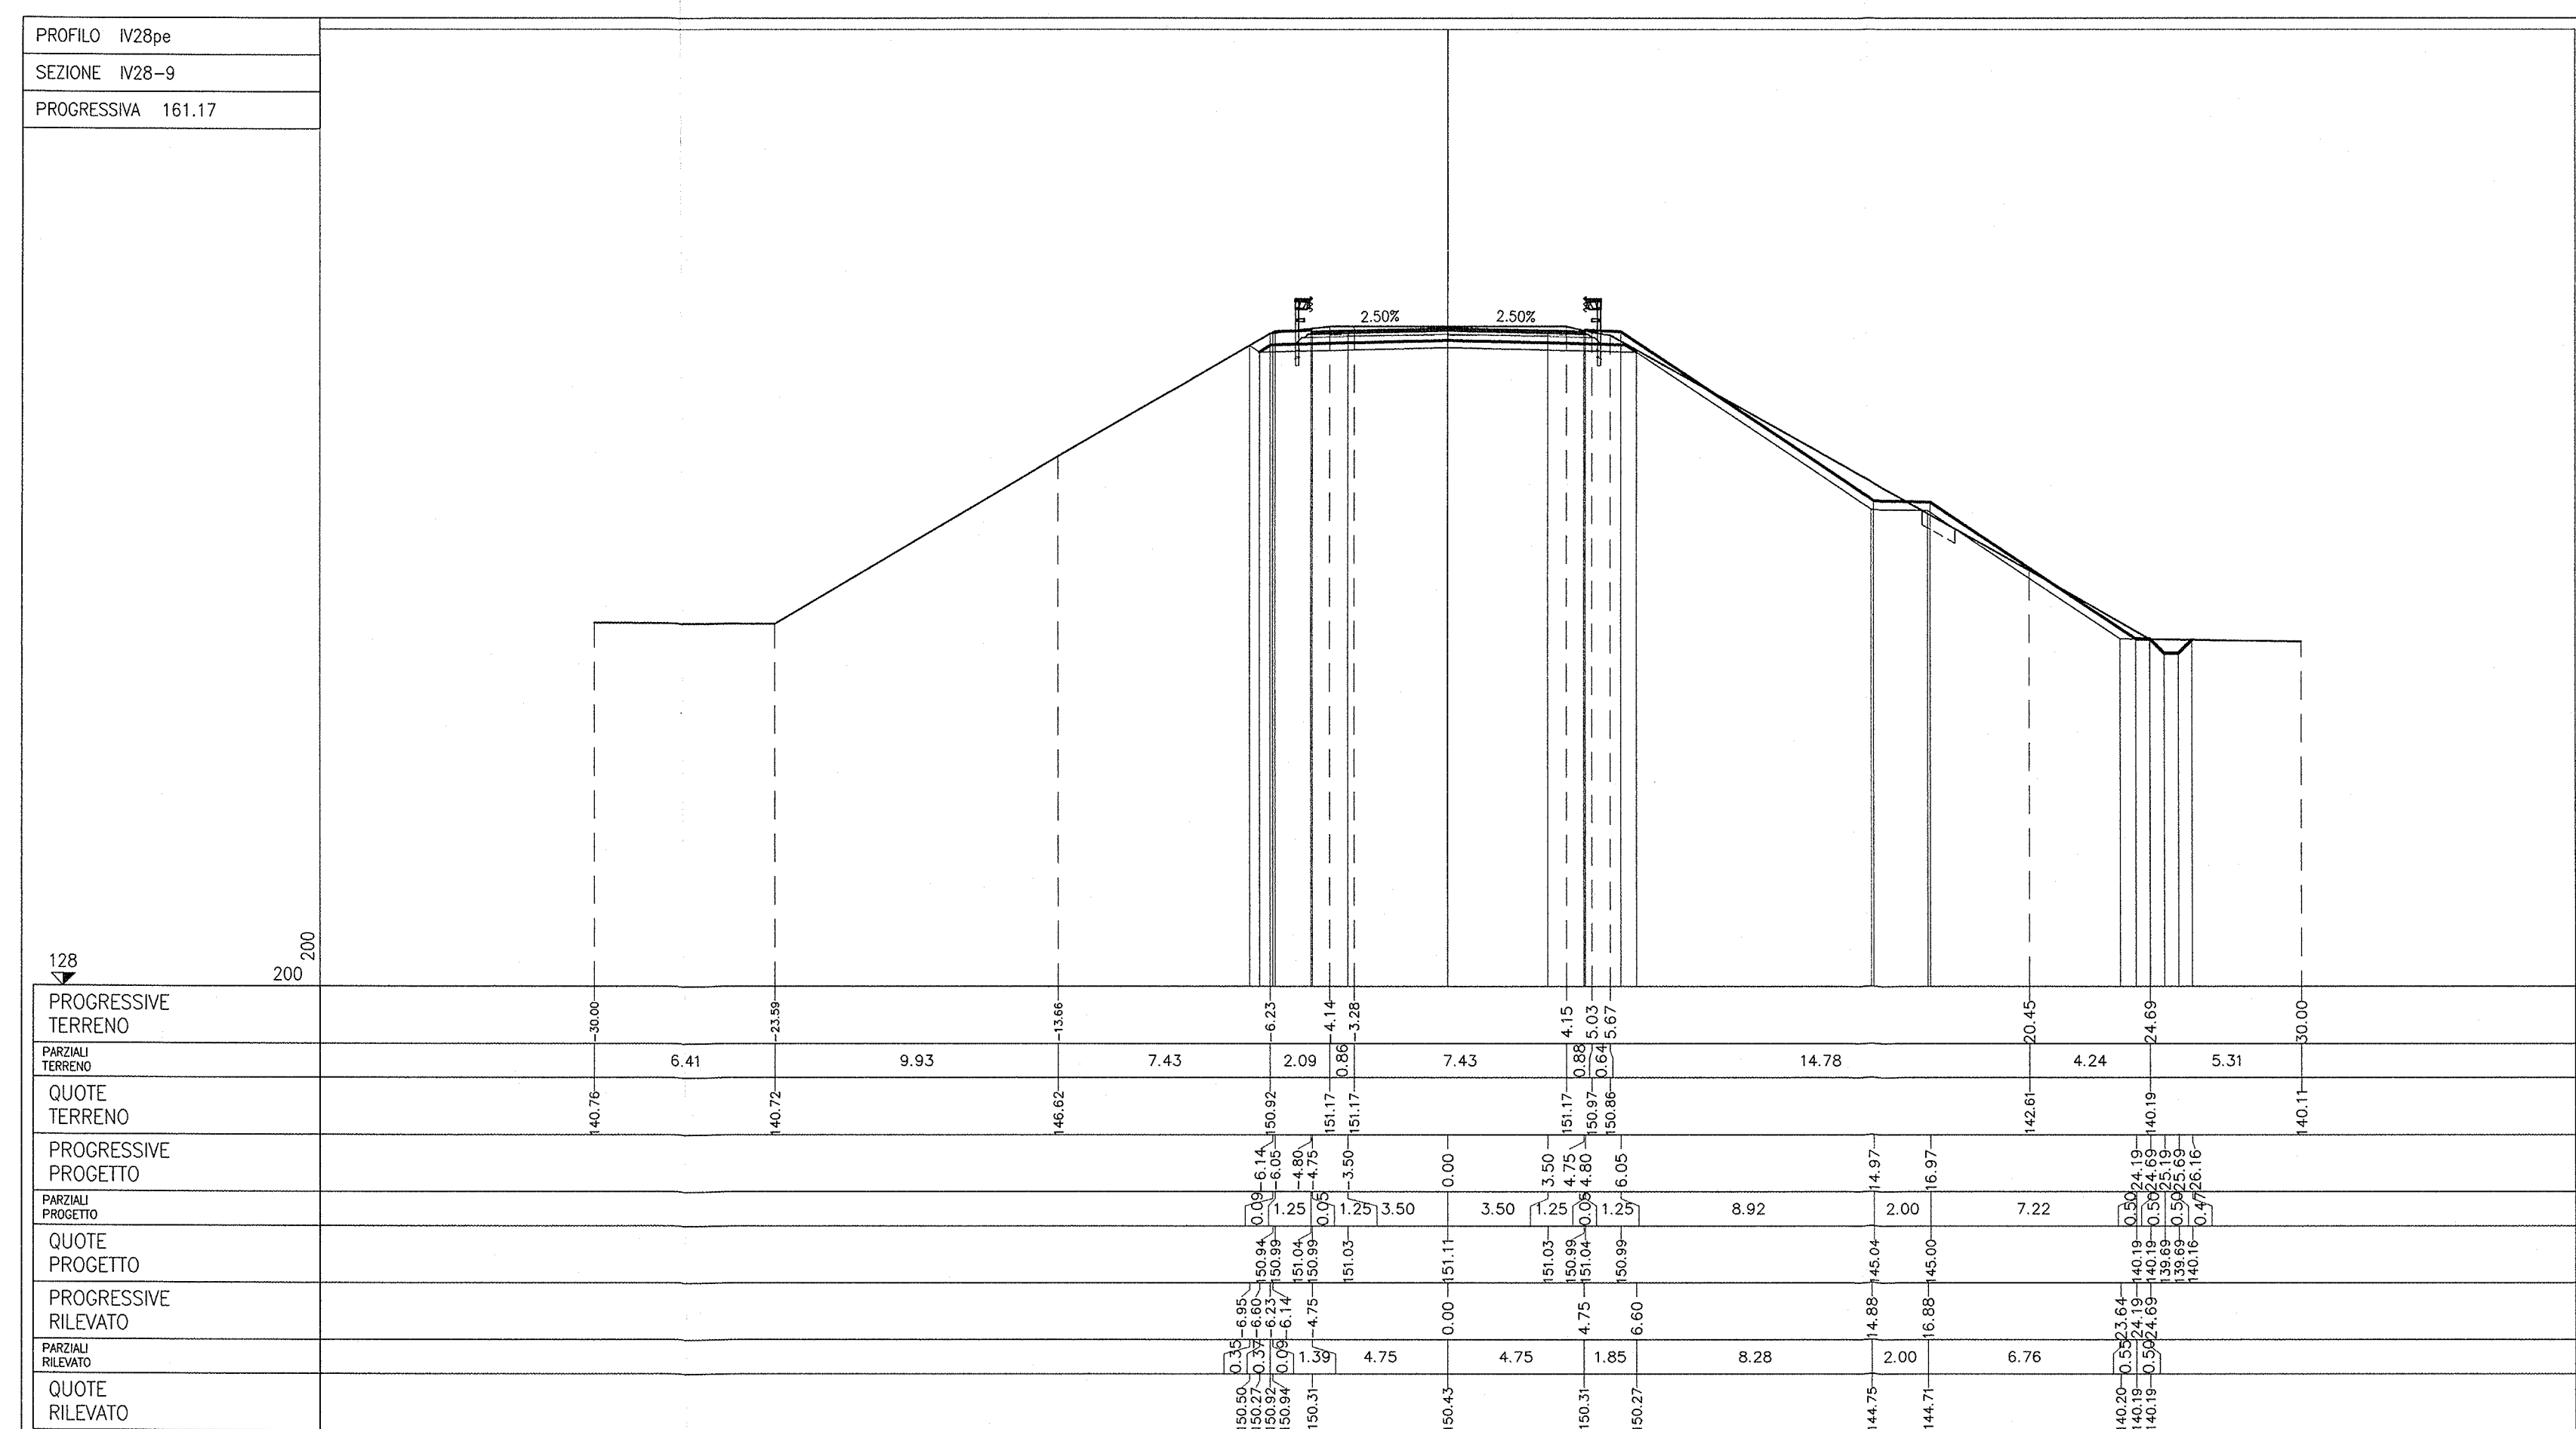 PROFILO IV28pe
SEZIONE IV28-9
PROGRESSIVA 161.17
2.50% 2.50%
128
200
200
PROGRESSIVE
TERRENO
-30.00 -23.59 -13.66 -6.23 -4.14 -3.28 4.15 5.03 5.67 20.45 24.69 30.00
PARZIALI
TERRENO
6.41 9.93 7.43 2.09 0.86 7.43 0.88 0.64 14.78 4.24 5.31
QUOTE
TERRENO
140.76 140.72 146.62 150.92 151.17 151.17 151.17 150.97 150.86 142.61 140.19 140.11
PROGRESSIVE
PROGETTO
-6.14 -6.05 -4.80 -4.75 -3.50 0.00 3.50 4.75 4.80 6.05 14.97 16.97 24.19 24.69 25.19 25.69 26.16
PARZIALI
PROGETTO
0.09 1.25 0.05 1.25 3.50 3.50 1.25 0.05 1.25 8.92 2.00 7.22 0.50 0.50 0.50 0.47
QUOTE
PROGETTO
150.94 150.99 151.04 150.99 151.03 151.11 151.03 150.99 151.04 150.99 145.04 145.00 140.19 140.19 139.69 139.69 140.16
PROGRESSIVE
RILEVATO
-6.95 -6.60 -6.23 -6.14 -4.75 0.00 4.75 6.60 14.88 16.88 23.64 24.19 24.69
PARZIALI
RILEVATO
0.35 0.37 0.09 1.39 4.75 4.75 1.85 8.28 2.00 6.76 0.55 0.50
QUOTE
RILEVATO
150.50 150.27 150.92 150.94 150.31 150.43 150.31 150.27 144.75 144.71 140.20 140.19 140.19